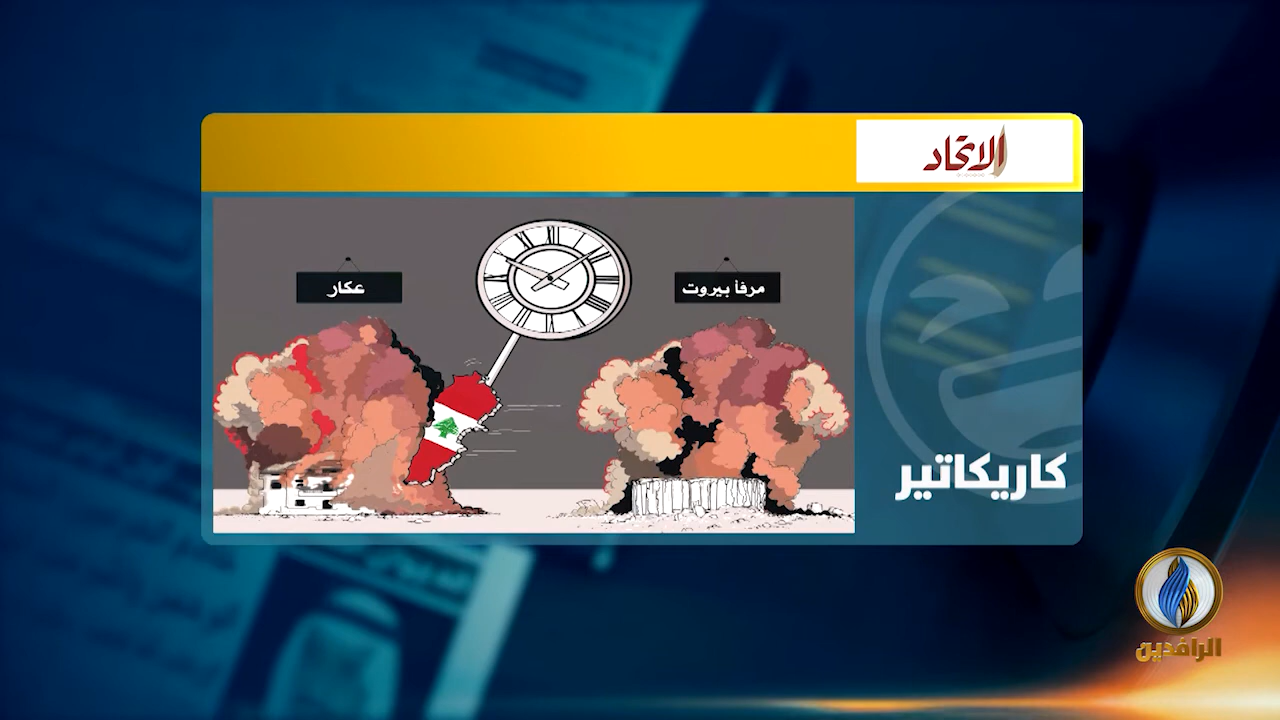 الاتحاد
مرفأ بيروت
عكار
كاريكاتير
الرافدين